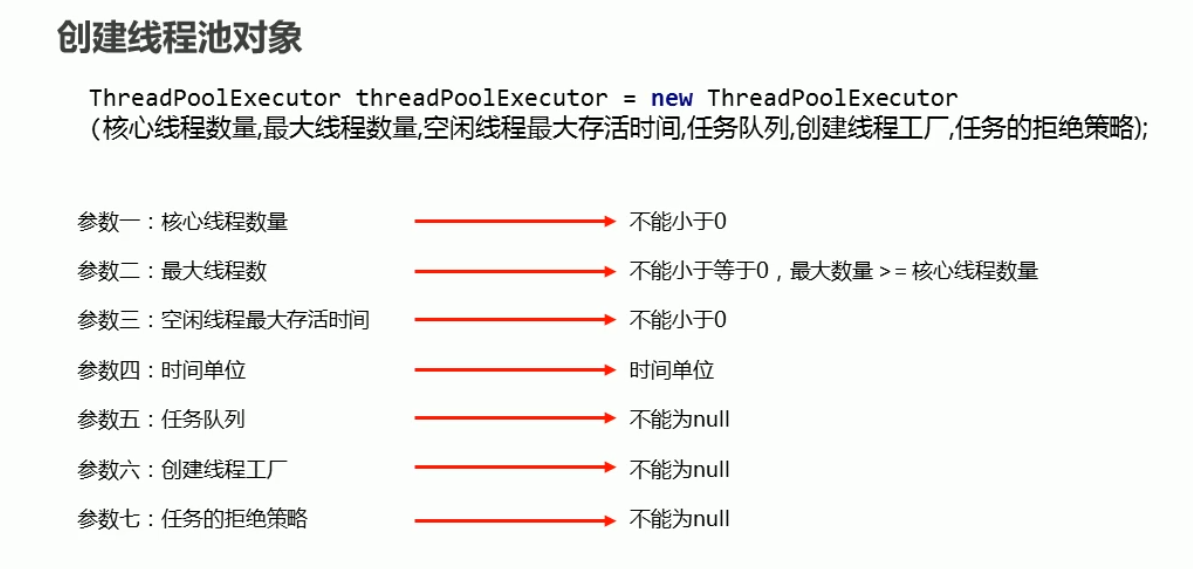 创建线程池对象
ThreadPoolExecutor threadPoolExecutor = new ThreadPoolExecutor
(核心线程数量,最大线程数量,空闲线程最大存活时间,任务队列,创建线程工厂,任务的拒绝策略);
参数一：核心线程数量 不能小于0
参数二：最大线程数 不能小于等于0，最大数量 >= 核心线程数量
参数三：空闲线程最大存活时间 不能小于0
参数四：时间单位 时间单位
参数五：任务队列 不能为null
参数六：创建线程工厂 不能为null
参数七：任务的拒绝策略 不能为null